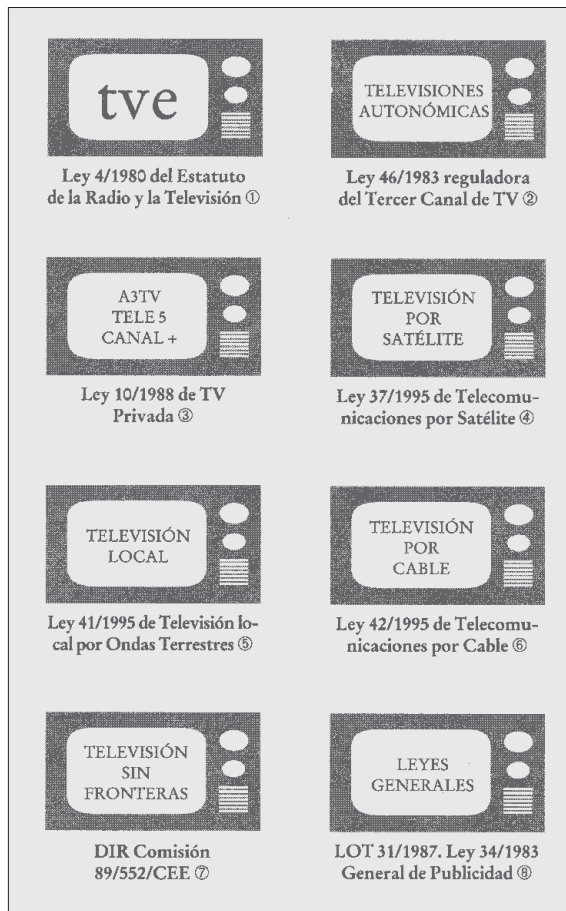 tve
Ley 4/1980 del Estatuto
de la Radio y la Televisión ①
TELEVISIONES
AUTONÓMICAS
Ley 46/1983 reguladora
del Tercer Canal de TV ②
A3TV
TELE 5
CANAL +
Ley 10/1988 de TV
Privada ③
TELEVISIÓN
POR
SATÉLITE
Ley 37/1995 de Telecomu-
nicaciones por Satélite ④
TELEVISIÓN
LOCAL
Ley 41/1995 de Televisión lo-
cal por Ondas Terrestres ⑤
TELEVISIÓN
POR
CABLE
Ley 42/1995 de Telecomu-
nicaciones por Cable ⑥
TELEVISIÓN
SIN
FRONTERAS
DIR Comisión
89/552/CEE ⑦
LEYES
GENERALES
LOT 31/1987. Ley 34/1983
General de Publicidad ⑧